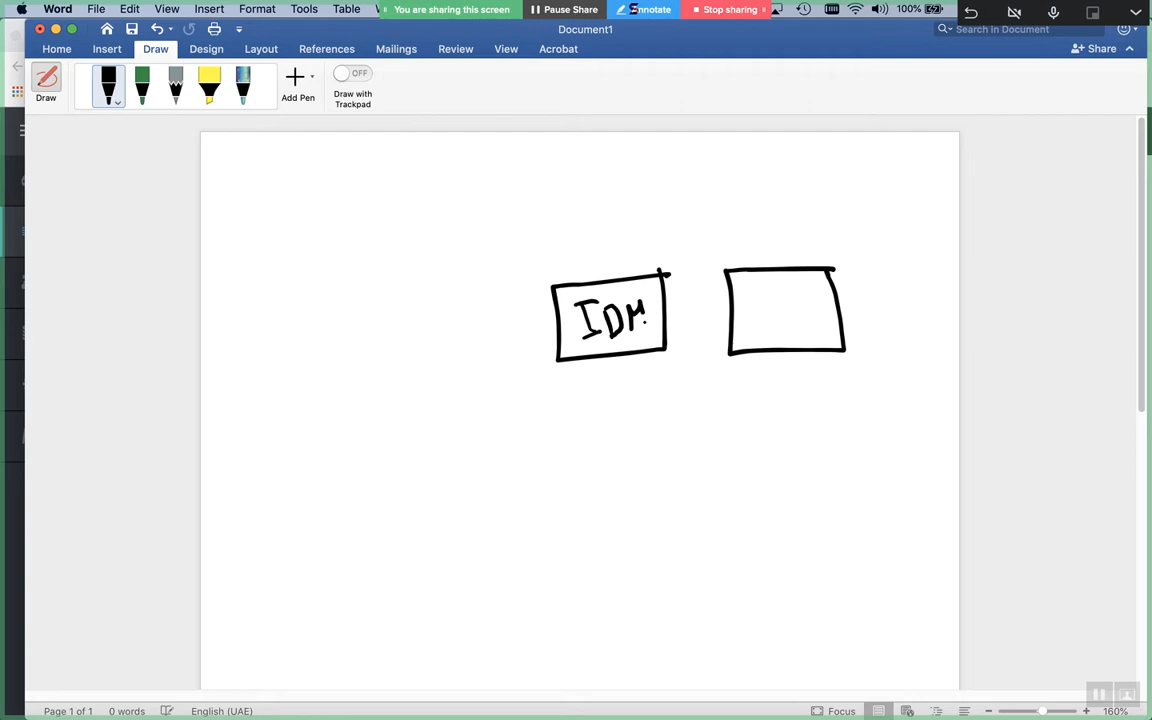 Word File Edit View Insert Format Tools Table
You are sharing this screen Pause Share Annotate Stop sharing
100%
Document1
Search in Document
Home Insert Draw Design Layout References Mailings Review View Acrobat
Share
Draw
Add Pen
OFF
Draw with
Trackpad
IDM
Page 1 of 1 0 words English (UAE)
Focus
160%